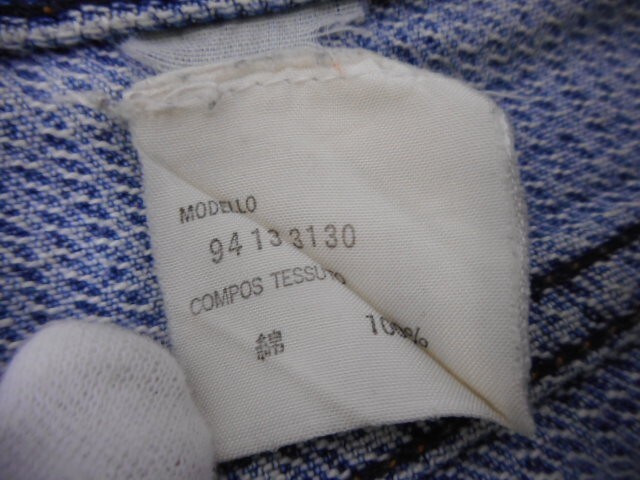 MODELLO
94133130
COMPOS TESSUTO
綿 100%